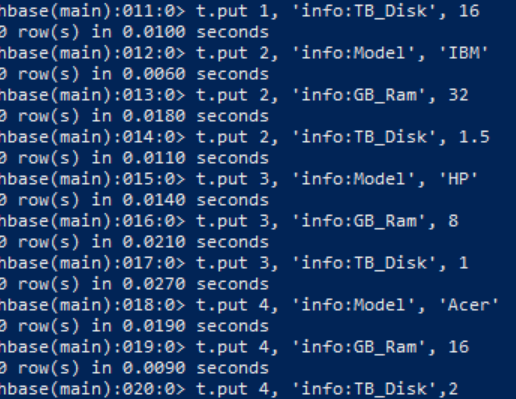 hbase(main):011:0> t.put 1, 'info:TB_Disk', 16
0 row(s) in 0.0100 seconds
hbase(main):012:0> t.put 2, 'info:Model', 'IBM'
0 row(s) in 0.0060 seconds
hbase(main):013:0> t.put 2, 'info:GB_Ram', 32
0 row(s) in 0.0180 seconds
hbase(main):014:0> t.put 2, 'info:TB_Disk', 1.5
0 row(s) in 0.0110 seconds
hbase(main):015:0> t.put 3, 'info:Model', 'HP'
0 row(s) in 0.0140 seconds
hbase(main):016:0> t.put 3, 'info:GB_Ram', 8
0 row(s) in 0.0210 seconds
hbase(main):017:0> t.put 3, 'info:TB_Disk', 1
0 row(s) in 0.0270 seconds
hbase(main):018:0> t.put 4, 'info:Model', 'Acer'
0 row(s) in 0.0190 seconds
hbase(main):019:0> t.put 4, 'info:GB_Ram', 16
0 row(s) in 0.0090 seconds
hbase(main):020:0> t.put 4, 'info:TB_Disk',2